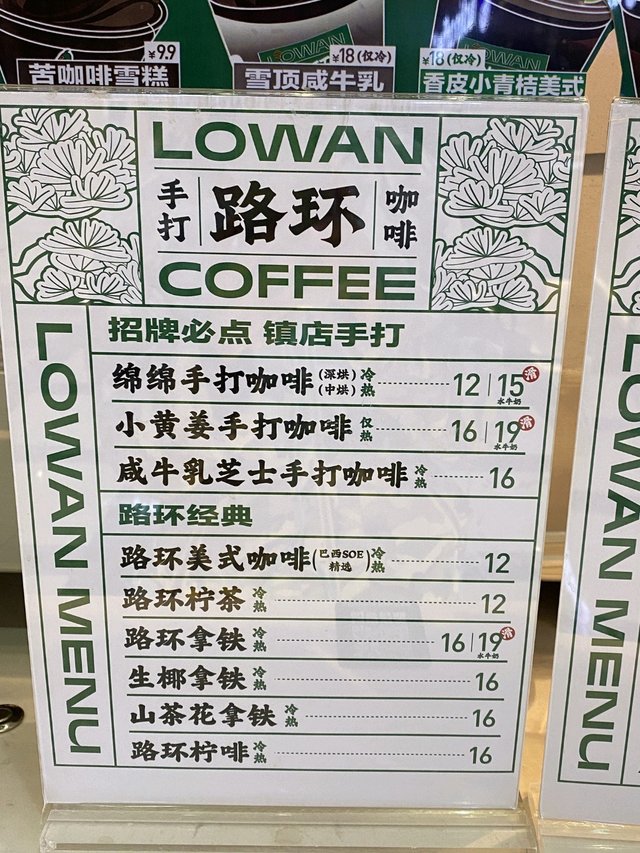 LOWAN
¥9.9
¥18(仅冷)
¥18(仅冷)
苦咖啡雪糕
雪顶咸牛乳
香皮小青桔美式
LOWAN
手打
路环
咖啡
COFFEE
LOWAN MENU
招牌必点 镇店手打
绵绵手打咖啡(深烘)冷(中烘)热 12|15水牛奶
小黄姜手打咖啡仅热 16|19水牛奶
咸牛乳芝士手打咖啡冷热 16
路环经典
路环美式咖啡(巴西SOE精选)冷热 12
路环柠茶冷热 12
路环拿铁冷热 16|19水牛奶
生椰拿铁冷热 16
山茶花拿铁冷热 16
路环柠啡冷热 16
LOWAN MENU